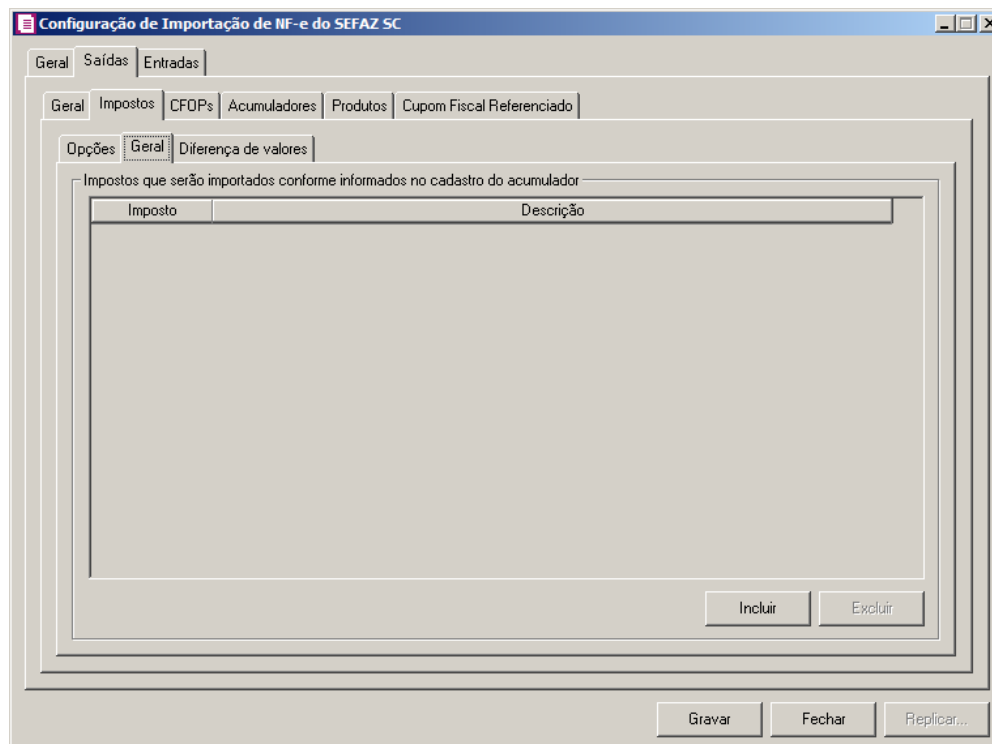 Configuração de Importação de NF-e do SEFAZ SC
Geral Saídas Entradas
Geral Impostos CFOPs Acumuladores Produtos Cupom Fiscal Referenciado
Opções Geral Diferença de valores
Impostos que serão importados conforme informados no cadastro do acumulador
Imposto Descrição
Incluir Excluir
Gravar Fechar Replicar...